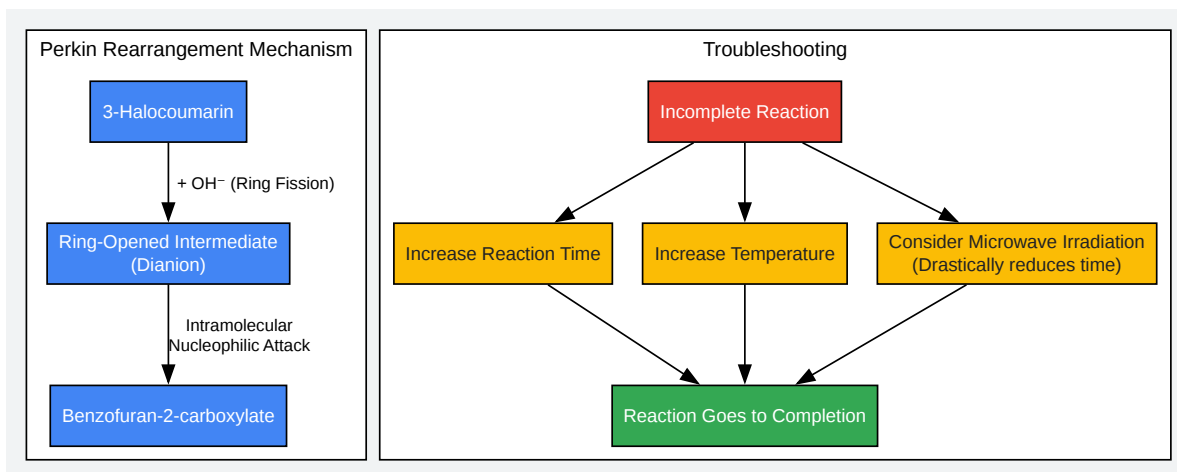 Perkin Rearrangement Mechanism
3-Halocoumarin
+ OH⁻ (Ring Fission)
Ring-Opened Intermediate
(Dianion)
Intramolecular
Nucleophilic Attack
Benzofuran-2-carboxylate
Troubleshooting
Incomplete Reaction
Increase Reaction Time
Increase Temperature
Consider Microwave Irradiation
(Drastically reduces time)
Reaction Goes to Completion